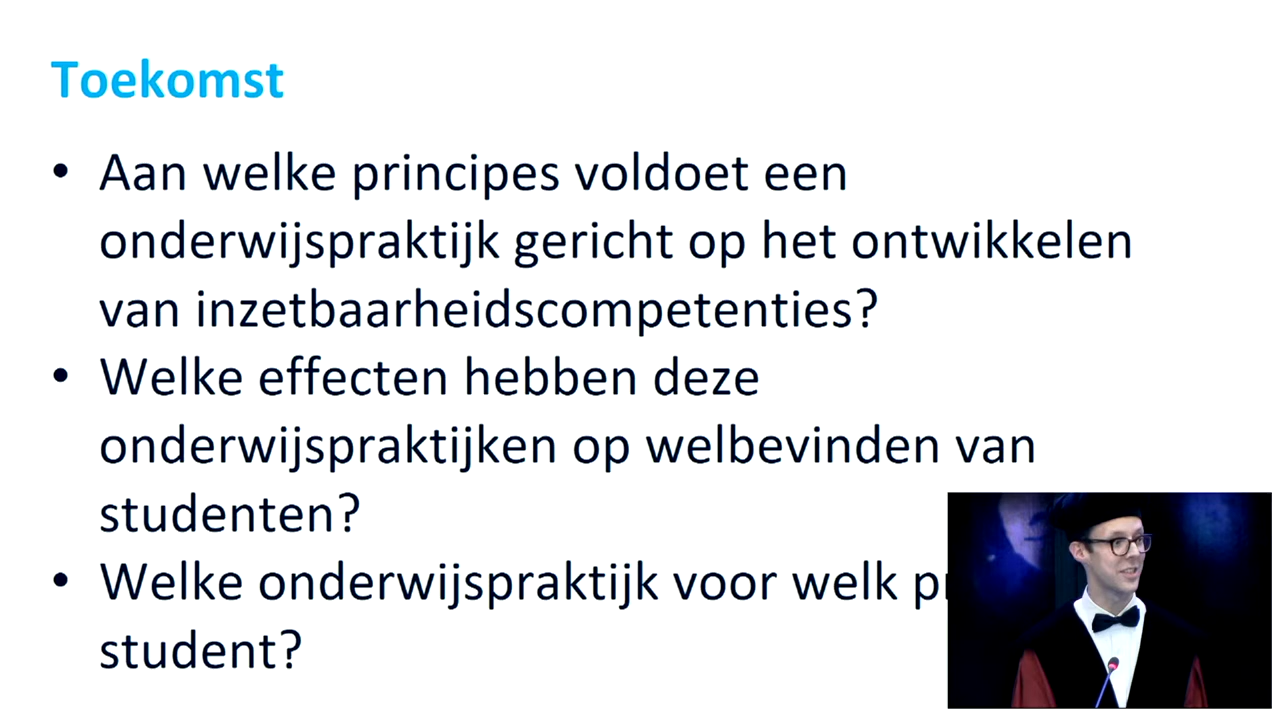 Toekomst
• Aan welke principes voldoet een
onderwijspraktijk gericht op het ontwikkelen
van inzetbaarheidscompetenties?
• Welke effecten hebben deze
onderwijspraktijken op welbevinden van
studenten?
• Welke onderwijspraktijk voor welk
student?